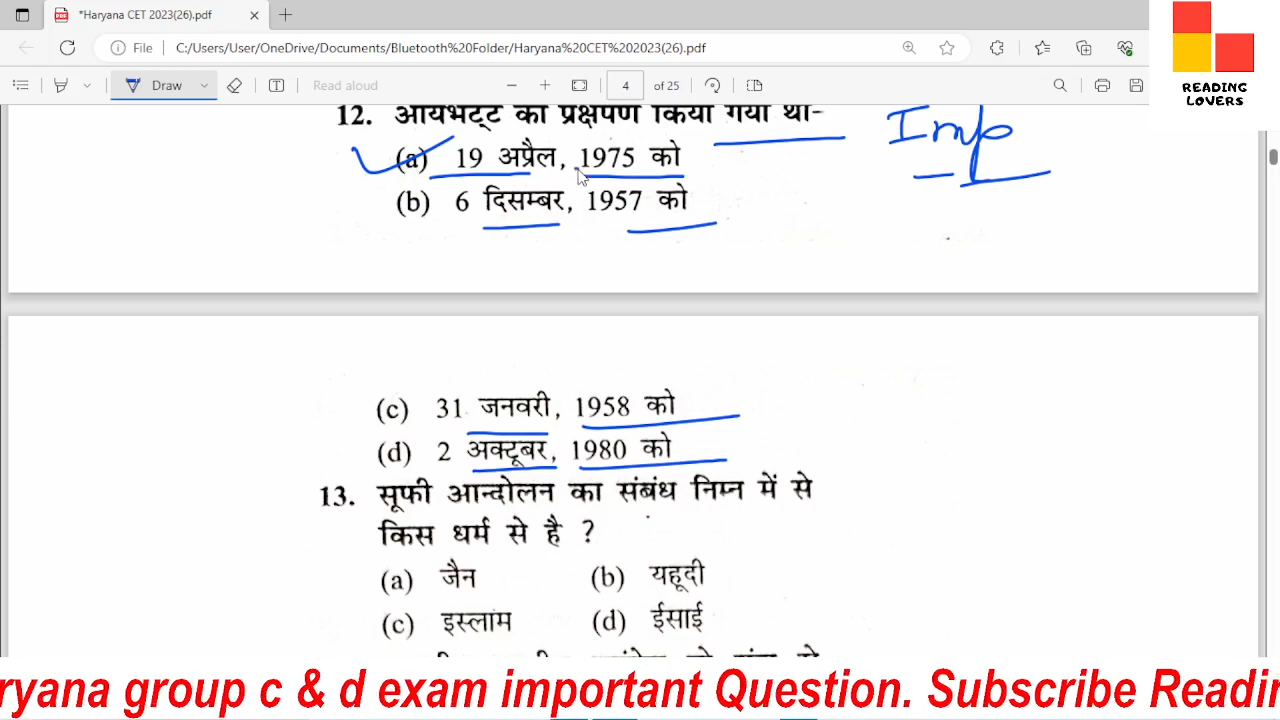 *Haryana CET 2023(26).pdf
File C:/Users/User/OneDrive/Documents/Bluetooth%20Folder/Haryana%20CET%202023(26).pdf
Draw Read aloud 4 of 25
READING
LOVERS
12. आर्यभट्ट का प्रक्षेपण किया गया था-
Imp
(a) 19 अप्रैल, 1975 को
(b) 6 दिसम्बर, 1957 को
(c) 31 जनवरी, 1958 को
(d) 2 अक्टूबर, 1980 को
13. सूफी आन्दोलन का संबंध निम्न में से
किस धर्म से है ?
(a) जैन (b) यहूदी
(c) इस्लाम (d) ईसाई
ryana group c & d exam important Question. Subscribe Readin